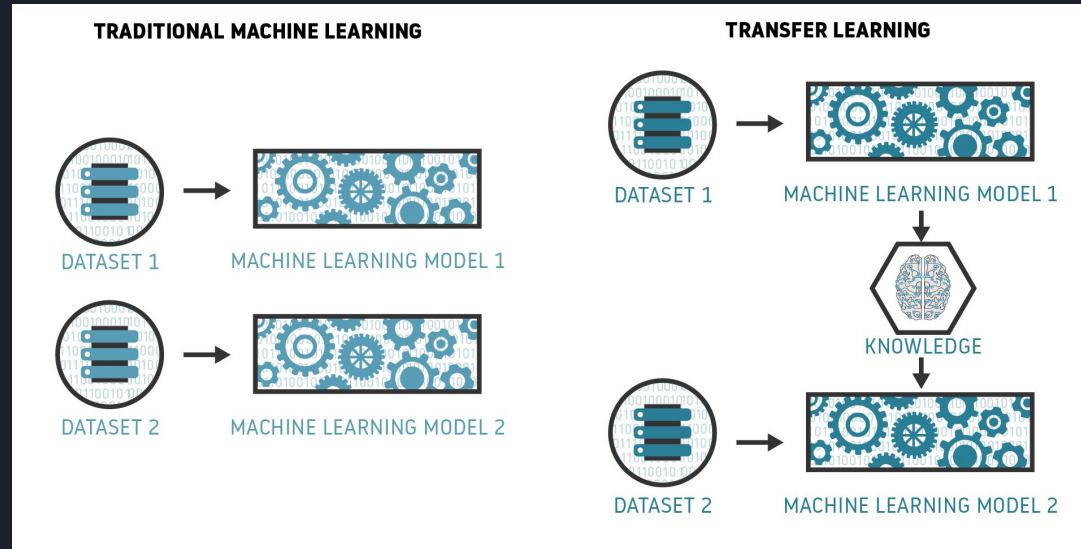 TRADITIONAL MACHINE LEARNING
DATASET 1
MACHINE LEARNING MODEL 1
DATASET 2
MACHINE LEARNING MODEL 2
TRANSFER LEARNING
DATASET 1
MACHINE LEARNING MODEL 1
KNOWLEDGE
DATASET 2
MACHINE LEARNING MODEL 2